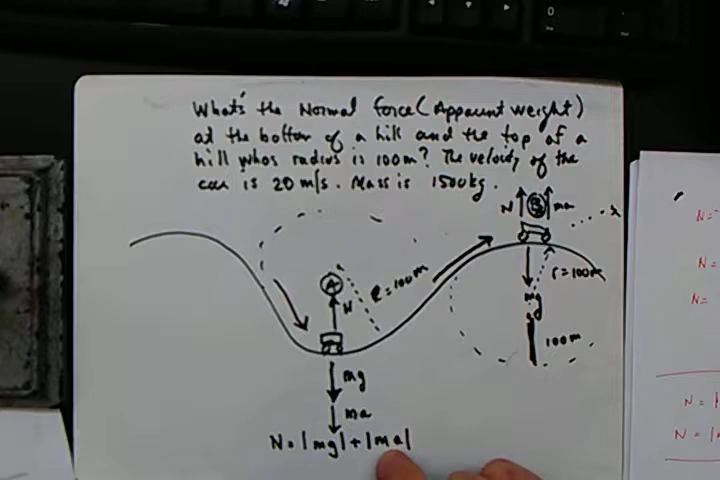 What's the Normal force (Apparent weight)
at the bottom of a hill and the top of a
hill whos radius is 100m? The velocity of the
car is 20 m/s. Mass is 1500kg.
N B ma
A
N
R=100m
r=100m
mg
100m
mg
ma
N=|mg|+|ma|
N=
N=
N=
N=
N=
0